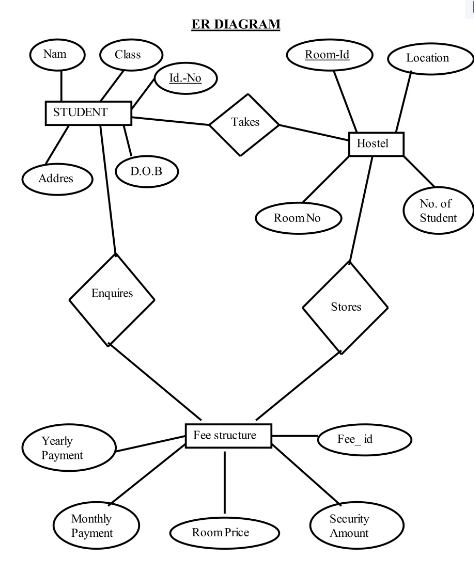 ER DIAGRAM
Nam
Class
Id.-No
Room-Id
Location
STUDENT
Takes
Hostel
Addres
D.O.B
Room No
No. of
Student
Enquires
Stores
Fee structure
Yearly
Payment
Fee_ id
Monthly
Payment
Room Price
Security
Amount